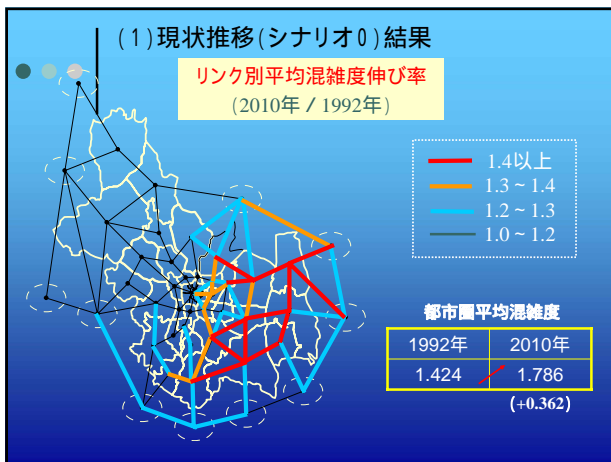 (1)現状推移(シナリオ0)結果
リンク別平均混雑度伸び率
(2010年 / 1992年)
1.4以上
1.3～1.4
1.2～1.3
1.0～1.2
都市圏平均混雑度
1992年 2010年
1.424 1.786
(+0.362)